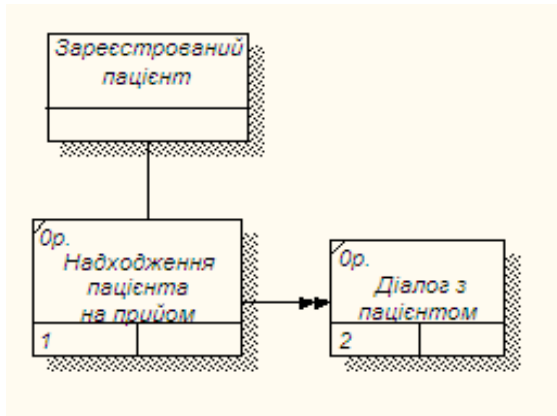 Зареєстрований
пацієнт
0р.
Надходження
пацієнта
на прийом
1
0р.
Діалог з
пацієнтом
2